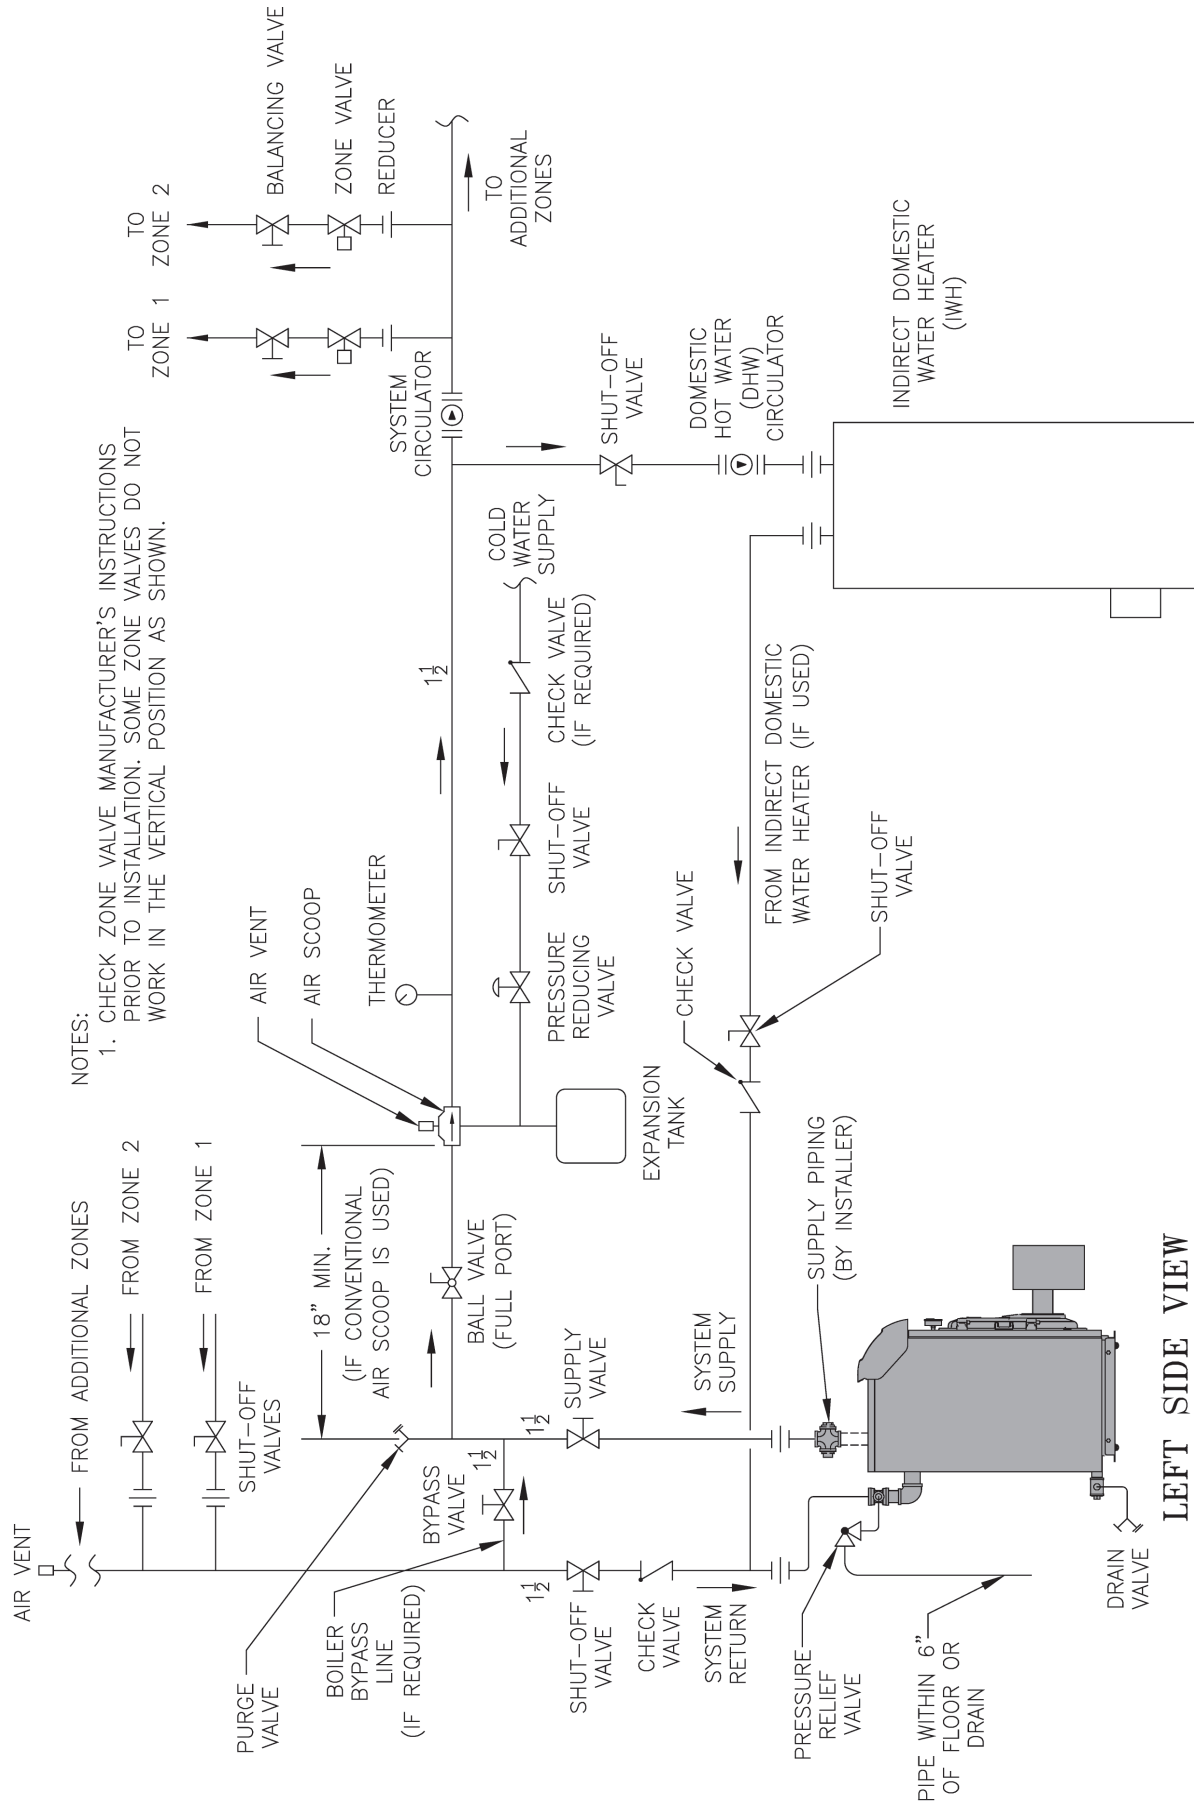 NOTES:
1. CHECK ZONE VALVE MANUFACTURER'S INSTRUCTIONS
PRIOR TO INSTALLATION. SOME ZONE VALVES DO NOT
WORK IN THE VERTICAL POSITION AS SHOWN.
AIR VENT
FROM ADDITIONAL ZONES
FROM ZONE 2
FROM ZONE 1
SHUT-OFF
VALVES
TO
ZONE 1
TO
ZONE 2
BALANCING VALVE
ZONE VALVE
REDUCER
PURGE
VALVE
18" MIN.
(IF CONVENTIONAL
AIR SCOOP IS USED)
AIR VENT
AIR SCOOP
THERMOMETER
SYSTEM
CIRCULATOR
TO
ADDITIONAL
ZONES
BOILER
BYPASS
LINE
(IF REQUIRED)
BYPASS
VALVE
1 1/2
BALL VALVE
(FULL PORT)
1 1/2
COLD
WATER
SUPPLY
1 1/2
1 1/2
SHUT-OFF
VALVE
SUPPLY
VALVE
EXPANSION
TANK
PRESSURE
REDUCING
VALVE
SHUT-OFF
VALVE
CHECK VALVE
(IF REQUIRED)
SHUT-OFF
VALVE
CHECK
VALVE
SYSTEM
RETURN
SYSTEM
SUPPLY
CHECK VALVE
DOMESTIC
HOT WATER
(DHW)
CIRCULATOR
FROM INDIRECT DOMESTIC
WATER HEATER (IF USED)
PRESSURE
RELIEF
VALVE
SUPPLY PIPING
(BY INSTALLER)
SHUT-OFF
VALVE
INDIRECT DOMESTIC
WATER HEATER
(IWH)
PIPE WITHIN 6"
OF FLOOR OR
DRAIN
DRAIN
VALVE
LEFT SIDE VIEW